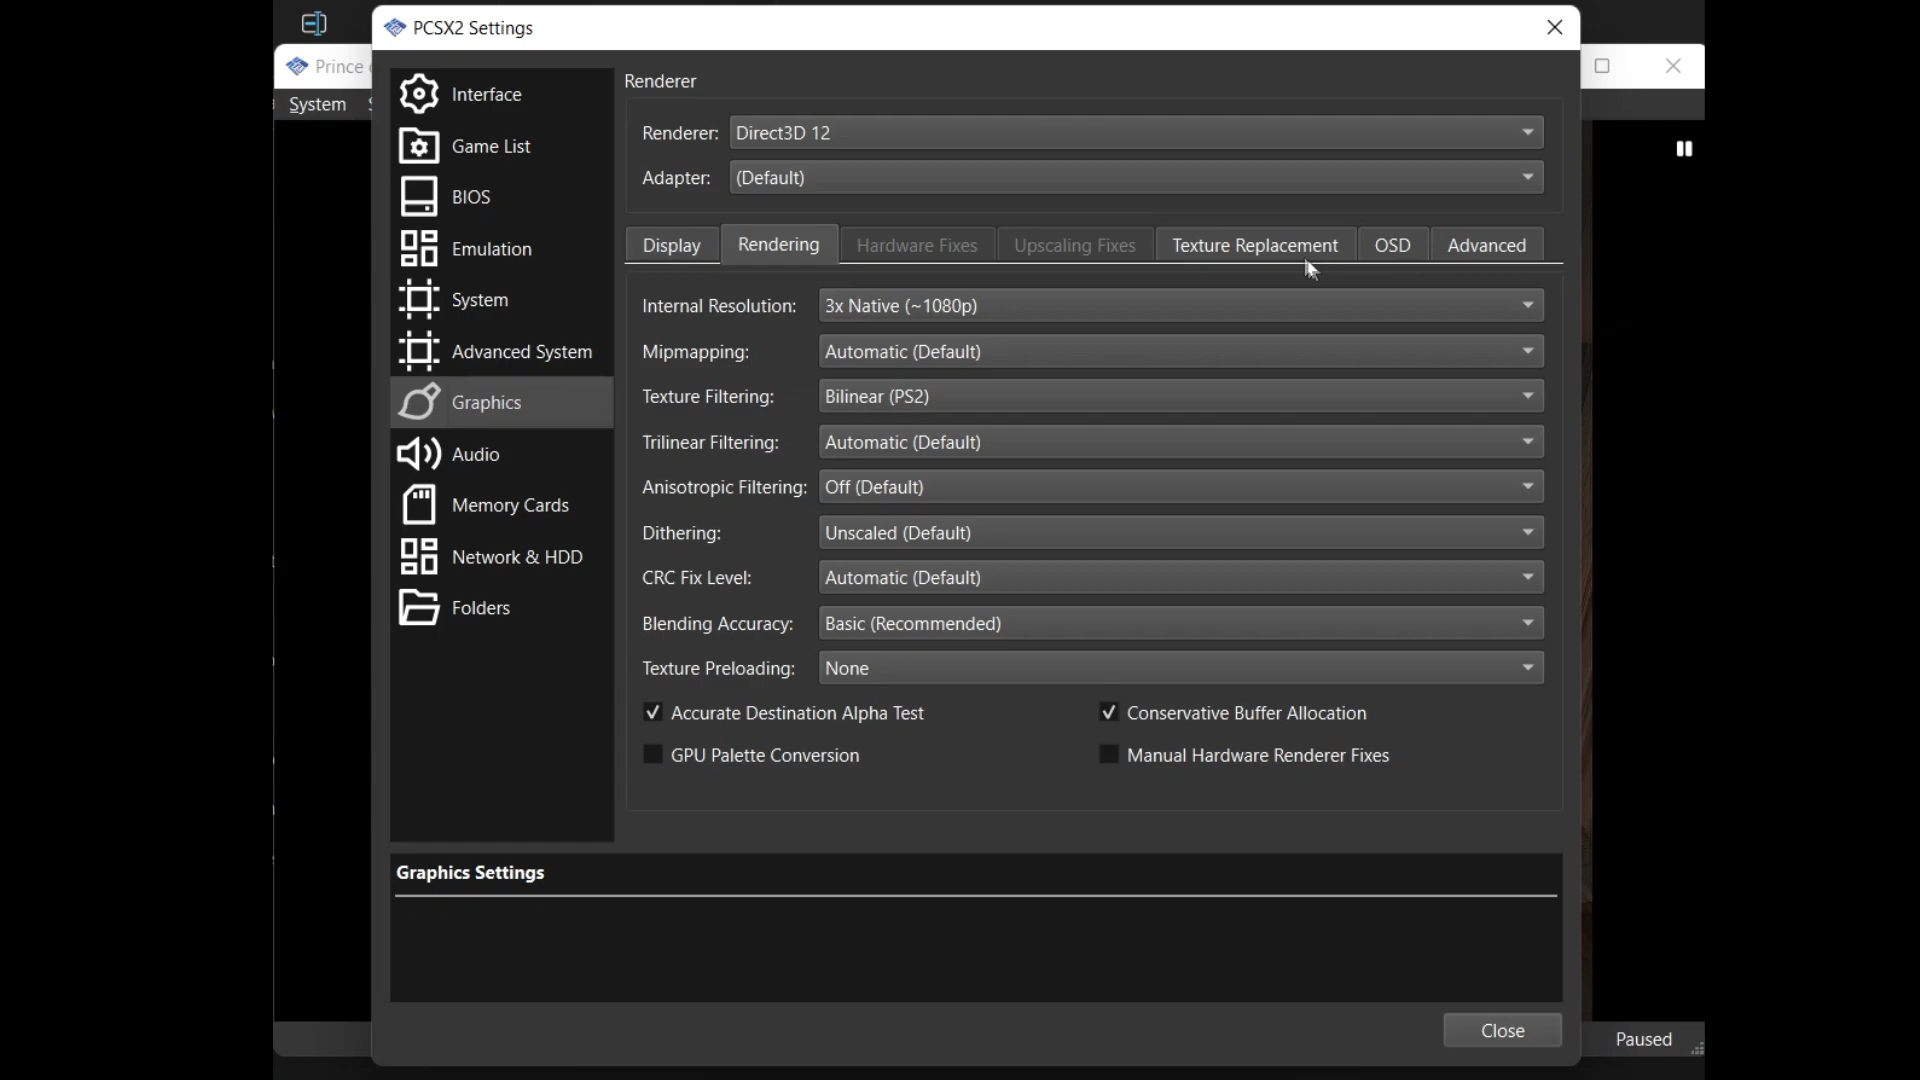 PCSX2 Settings
Prince
System
Interface
Game List
BIOS
Emulation
System
Advanced System
Graphics
Audio
Memory Cards
Network & HDD
Folders
Renderer
Renderer: Direct3D 12
Adapter: (Default)
Display Rendering Hardware Fixes Upscaling Fixes Texture Replacement OSD Advanced
Internal Resolution: 3x Native (~1080p)
Mipmapping: Automatic (Default)
Texture Filtering: Bilinear (PS2)
Trilinear Filtering: Automatic (Default)
Anisotropic Filtering: Off (Default)
Dithering: Unscaled (Default)
CRC Fix Level: Automatic (Default)
Blending Accuracy: Basic (Recommended)
Texture Preloading: None
Accurate Destination Alpha Test Conservative Buffer Allocation
GPU Palette Conversion Manual Hardware Renderer Fixes
Graphics Settings
Close
Paused